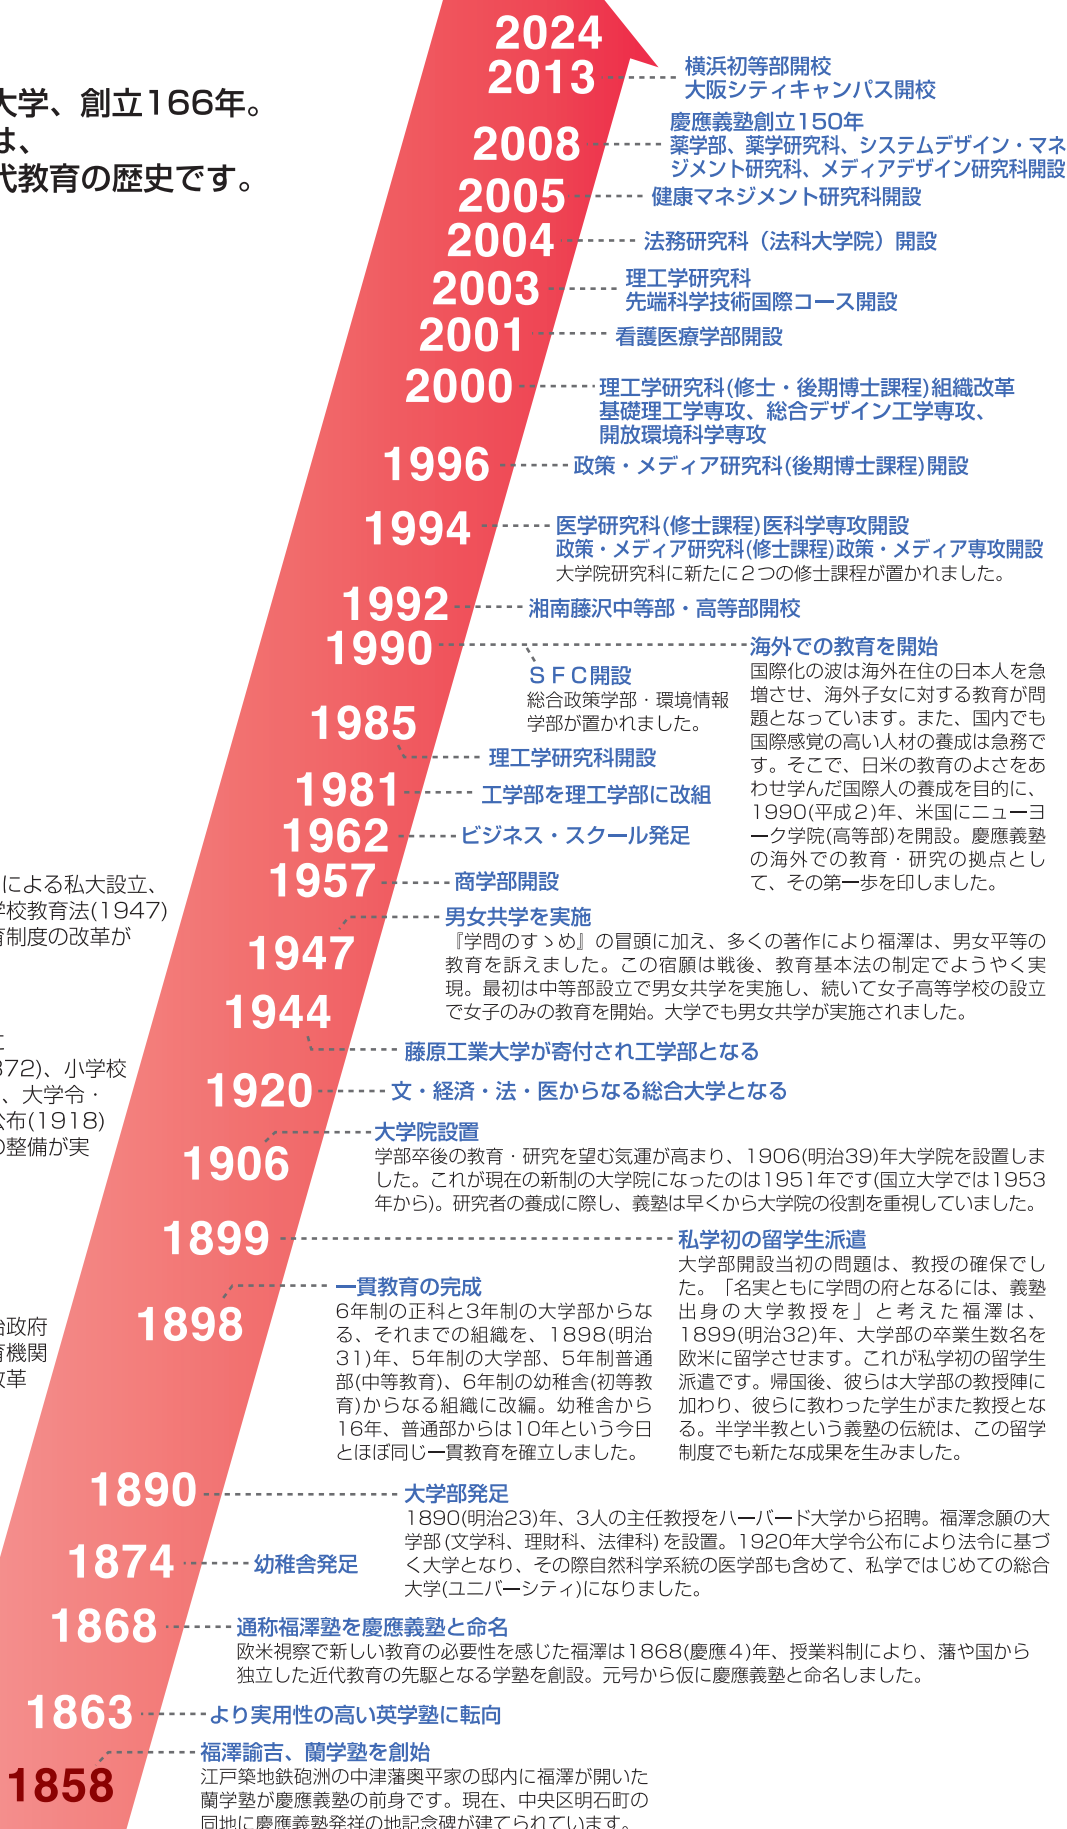 2024
2013
横浜初等部開校
大阪シティキャンパス開校
大学、創立166年。
は、
代教育の歴史です。
2008
慶應義塾創立150年
薬学部、薬学研究科、システムデザイン・マネ
ジメント研究科、メディアデザイン研究科開設
2005
健康マネジメント研究科開設
2004
法務研究科（法科大学院）開設
2003
理工学研究科
先端科学技術国際コース開設
2001
看護医療学部開設
2000
理工学研究科(修士・後期博士課程)組織改革
基礎理工学専攻、総合デザイン工学専攻、
開放環境科学専攻
1996
政策・メディア研究科(後期博士課程)開設
1994
医学研究科(修士課程)医科学専攻開設
政策・メディア研究科(修士課程)政策・メディア専攻開設
大学院研究科に新たに２つの修士課程が置かれました。
1992
湘南藤沢中等部・高等部開校
1990
ＳＦＣ開設
総合政策学部・環境情報
学部が置かれました。
海外での教育を開始
国際化の波は海外在住の日本人を急
増させ、海外子女に対する教育が問
題となっています。また、国内でも
国際感覚の高い人材の養成は急務で
す。そこで、日米の教育のよさをあ
わせ学んだ国際人の養成を目的に、
1990(平成２)年、米国にニューヨ
ーク学院(高等部)を開設。慶應義塾
の海外での教育・研究の拠点とし
て、その第一歩を印しました。
1985
理工学研究科開設
1981
工学部を理工学部に改組
1962
ビジネス・スクール発足
1957
商学部開設
による私大設立、
学校教育法(1947)
育制度の改革が
1947
男女共学を実施
『学問のすゝめ』の冒頭に加え、多くの著作により福澤は、男女平等の
教育を訴えました。この宿願は戦後、教育基本法の制定でようやく実
現。最初は中等部設立で男女共学を実施し、続いて女子高等学校の設立
で女子のみの教育を開始。大学でも男女共学が実施されました。
1944
藤原工業大学が寄付され工学部となる
872)、小学校
、大学令・
公布(1918)
の整備が実
1920
文・経済・法・医からなる総合大学となる
1906
大学院設置
学部卒後の教育・研究を望む気運が高まり、1906(明治39)年大学院を設置しま
した。これが現在の新制の大学院になったのは1951年です(国立大学では1953
年から)。研究者の養成に際し、義塾は早くから大学院の役割を重視していました。
1899
私学初の留学生派遣
大学部開設当初の問題は、教授の確保でし
た。「名実ともに学問の府となるには、義塾
出身の大学教授を」と考えた福澤は、
1899(明治32)年、大学部の卒業生数名を
欧米に留学させます。これが私学初の留学生
派遣です。帰国後、彼らは大学部の教授陣に
加わり、彼らに教わった学生がまた教授とな
る。半学半教という義塾の伝統は、この留学
制度でも新たな成果を生みました。
1898
一貫教育の完成
6年制の正科と3年制の大学部からな
る、それまでの組織を、1898(明治
31)年、5年制の大学部、5年制普通
部(中等教育)、6年制の幼稚舎(初等教
育)からなる組織に改編。幼稚舎から
16年、普通部からは10年という今日
とほぼ同じ一貫教育を確立しました。
治政府
育機関
改革
1890
大学部発足
1890(明治23)年、3人の主任教授をハーバード大学から招聘。福澤念願の大
学部(文学科、理財科、法律科)を設置。1920年大学令公布により法令に基づ
く大学となり、その際自然科学系統の医学部も含めて、私学ではじめての総合
大学(ユニバーシティ)になりました。
1874
幼稚舎発足
1868
通称福澤塾を慶應義塾と命名
欧米視察で新しい教育の必要性を感じた福澤は1868(慶應４)年、授業料制により、藩や国から
独立した近代教育の先駆となる学塾を創設。元号から仮に慶應義塾と命名しました。
1863
より実用性の高い英学塾に転向
1858
福澤諭吉、蘭学塾を創始
江戸築地鉄砲洲の中津藩奥平家の邸内に福澤が開いた
蘭学塾が慶應義塾の前身です。現在、中央区明石町の
同地に慶應義塾発祥の地記念碑が建てられています。